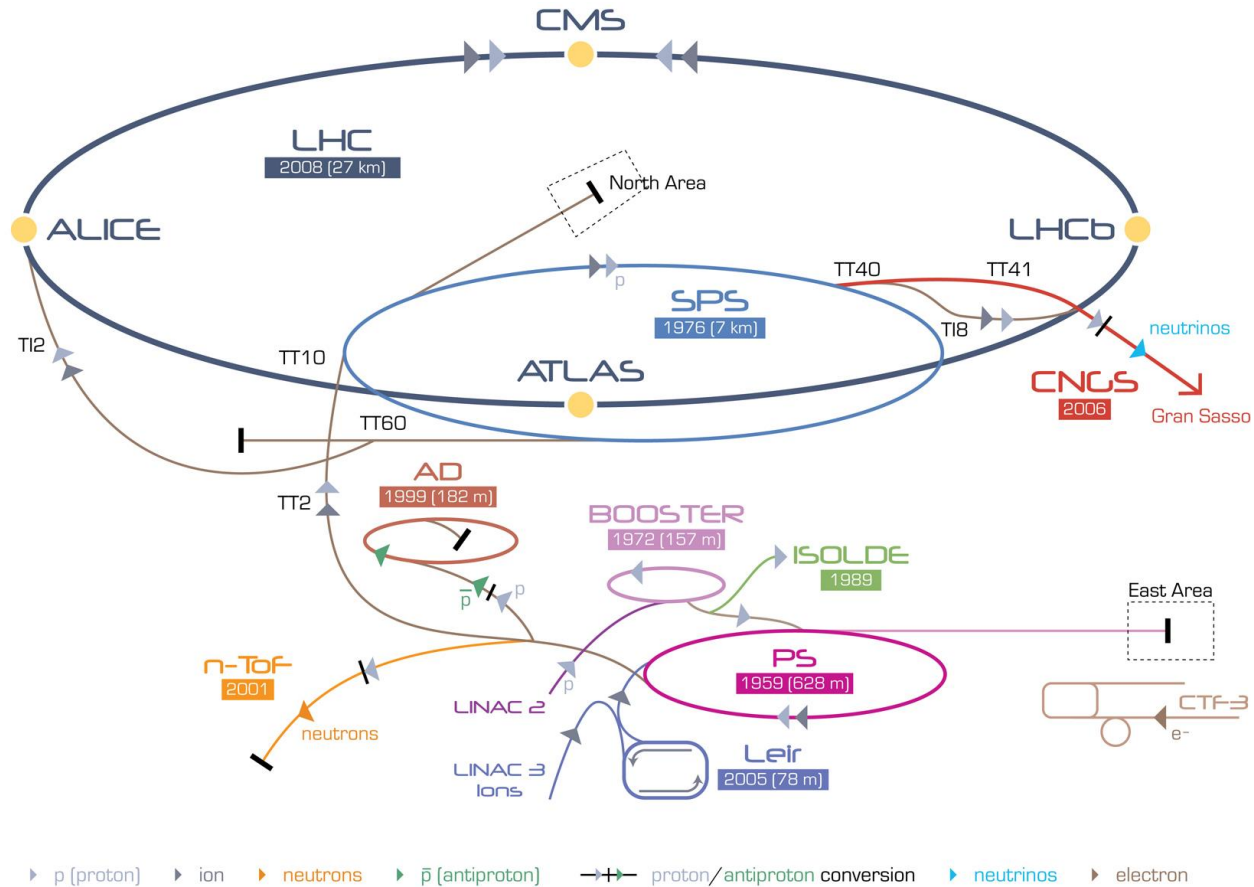 CMS
LHC
2008 (27 km)
North Area
ALICE
LHCb
TT40
TT41
SPS
1976 (7 km)
p
TI2
TT10
TI8
neutrinos
ATLAS
CNGS
2006
Gran Sasso
TT60
AD
1999 (182 m)
TT2
BOOSTER
1972 (157 m)
ISOLDE
1989
p̄
p
East Area
n-ToF
2001
PS
1959 (628 m)
p
LINAC 2
neutrons
CTF-3
e-
LINAC 3
Ions
Leir
2005 (78 m)
p (proton)
ion
neutrons
p̄ (antiproton)
proton/antiproton conversion
neutrinos
electron